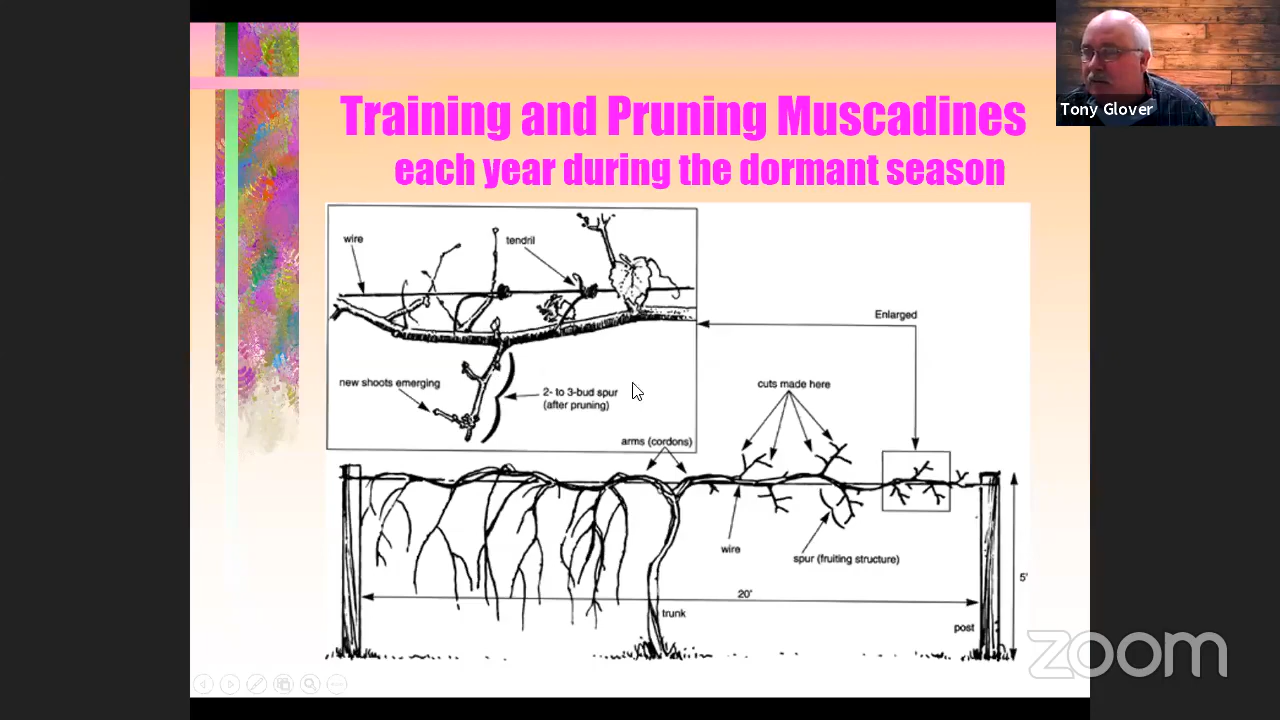 Training and Pruning Muscadines
each year during the dormant season
Tony Glover
wire
tendril
new shoots emerging
2- to 3-bud spur
(after pruning)
Enlarged
cuts made here
arms (cordons)
wire
spur (fruiting structure)
20'
5'
trunk
post
zoom